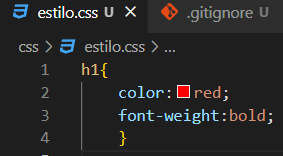 estilo.css U .gitignore U
css > estilo.css > ...
1 h1{
2 color: red;
3 font-weight:bold;
4 }